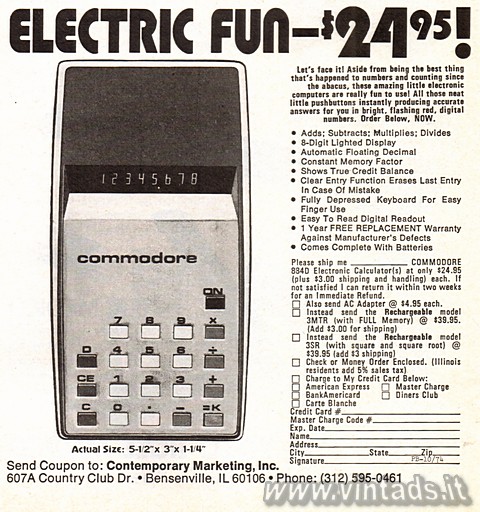 ELECTRIC FUN—$24.95!
Let's face it! Aside from being the best thing
that's happened to numbers and counting since
the abacus, these amazing little electronic
computers are really fun to use! All those neat
little pushbuttons instantly producing accurate
answers for you in bright, flashing red, digital
numbers. Order Below, NOW.
• Adds; Subtracts; Multiplies; Divides
• 8-Digit Lighted Display
• Automatic Floating Decimal
• Constant Memory Factor
• Shows True Credit Balance
• Clear Entry Function Erases Last Entry
In Case Of Mistake
• Fully Depressed Keyboard For Easy
Finger Use
• Easy To Read Digital Readout
• 1 Year FREE REPLACEMENT Warranty
Against Manufacturer's Defects
• Comes Complete With Batteries
12345678
commodore
ON
7 8 9 ×
D 4 5 6 ÷
CE 1 2 3 +
C 0 • - =K
Actual Size: 5-1/2"x 3"x 1-1/4"
Please ship me ____________ COMMODORE
884D Electronic Calculator(s) at only $24.95
(plus $3.00 shipping and handling) each. If
not satisfied I can return it within two weeks
for an Immediate Refund.
□ Also send AC Adapter @ $4.95 each.
□ Instead send the Rechargeable model
3MTR (with FULL Memory) @ $39.95.
(Add $3.00 for shipping)
□ Instead send the Rechargeable model
3SR (with square and square root) @
$39.95 (add $3 shipping)
□ Check or Money Order Enclosed. (Illinois
residents add 5% sales tax)
□ Charge to My Credit Card Below:
□ American Express □ Master Charge
□ BankAmericard □ Diners Club
□ Carte Blanche
Credit Card #
Master Charge Code #
Exp. Date
Name
Address
City State Zip
Signature PB-10/74
Send Coupon to: Contemporary Marketing, Inc.
607A Country Club Dr. • Bensenville, IL 60106 • Phone: (312) 595-0461
www.vintads.it